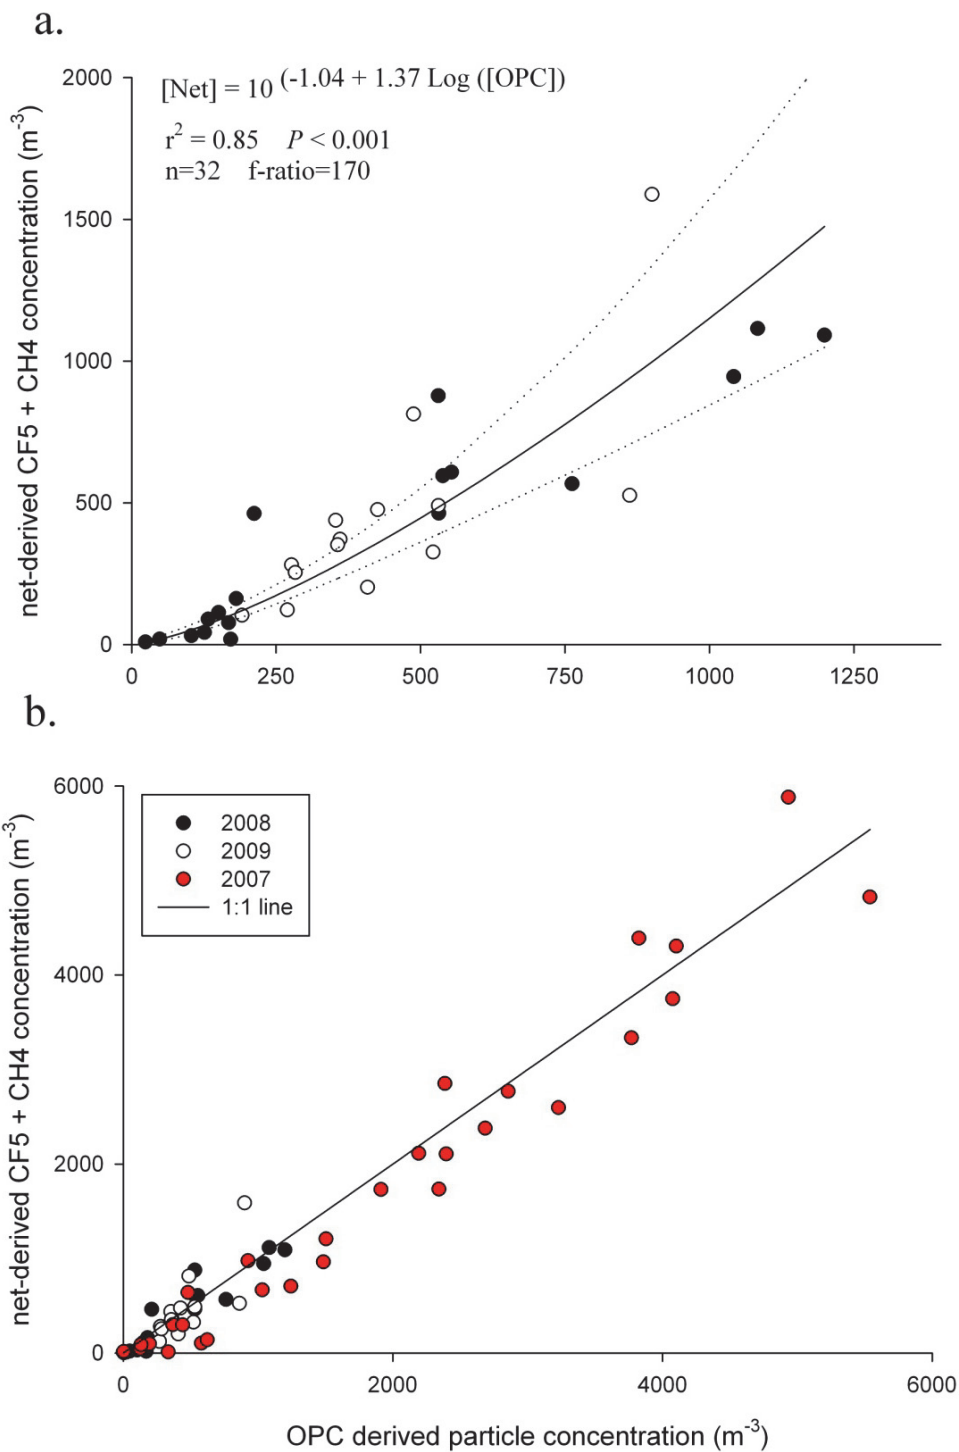 a.
[Net] = 10 (-1.04 + 1.37 Log ([OPC])
r2 = 0.85 P < 0.001
n=32 f-ratio=170
net-derived CF5 + CH4 concentration (m-3)
2000
1500
1000
500
0
0 250 500 750 1000 1250
b.
net-derived CF5 + CH4 concentration (m-3)
6000
4000
2000
0
2008
2009
2007
1:1 line
0 2000 4000 6000
OPC derived particle concentration (m-3)